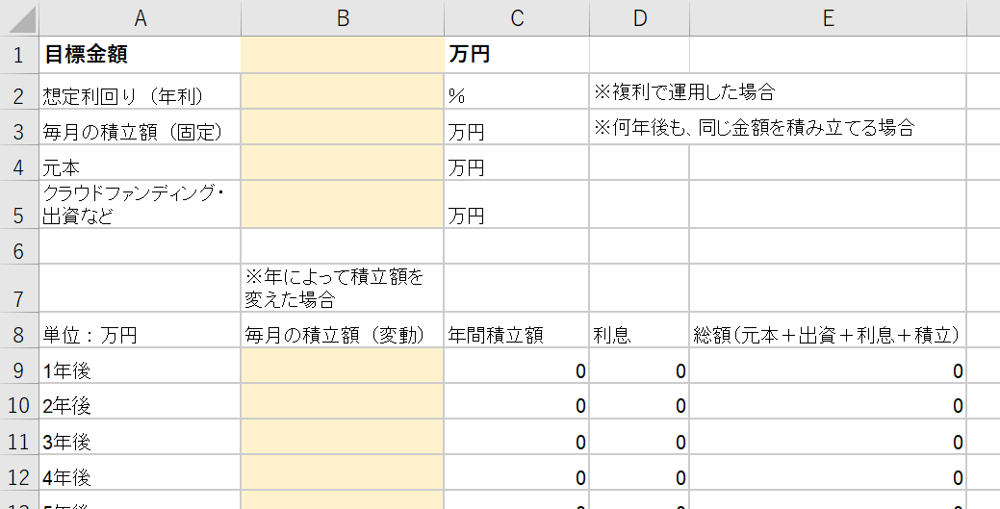 A B C D E
1 目標金額 万円
2 想定利回り（年利） % ※複利で運用した場合
3 毎月の積立額（固定） 万円 ※何年後も、同じ金額を積み立てる場合
4 元本 万円
クラウドファンディング・
5 出資など 万円
6
※年によって積立額を
7 変えた場合
8 単位：万円 毎月の積立額（変動） 年間積立額 利息 総額（元本＋出資＋利息＋積立）
9 1年後 0 0 0
10 2年後 0 0 0
11 3年後 0 0 0
12 4年後 0 0 0